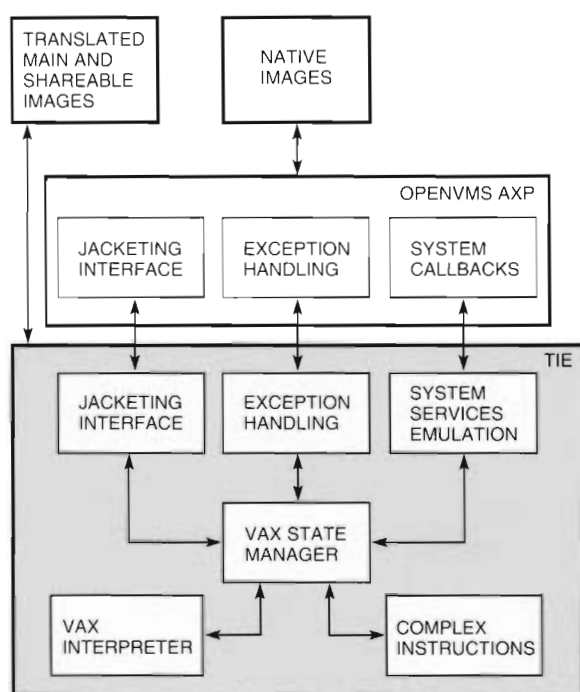 TRANSLATED
MAIN AND
SHAREABLE
IMAGES
NATIVE
IMAGES
OPENVMS AXP
JACKETING
INTERFACE
EXCEPTION
HANDLING
SYSTEM
CALLBACKS
TIE
JACKETING
INTERFACE
EXCEPTION
HANDLING
SYSTEM
SERVICES
EMULATION
VAX STATE
MANAGER
VAX
INTERPRETER
COMPLEX
INSTRUCTIONS